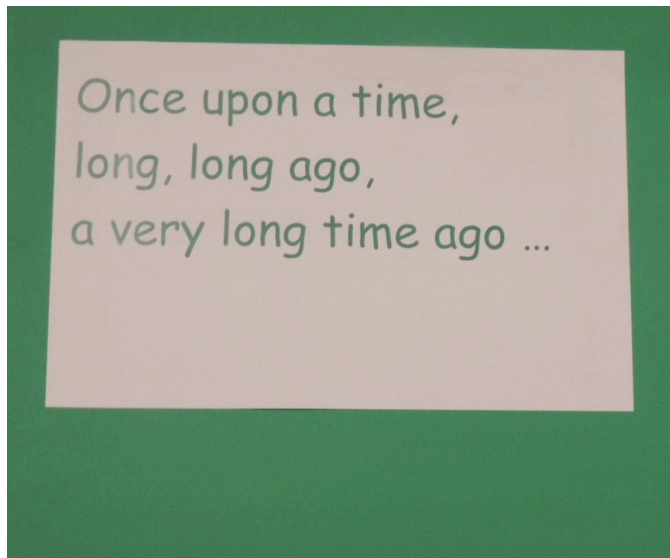 Once upon a time,
long, long ago,
a very long time ago ...